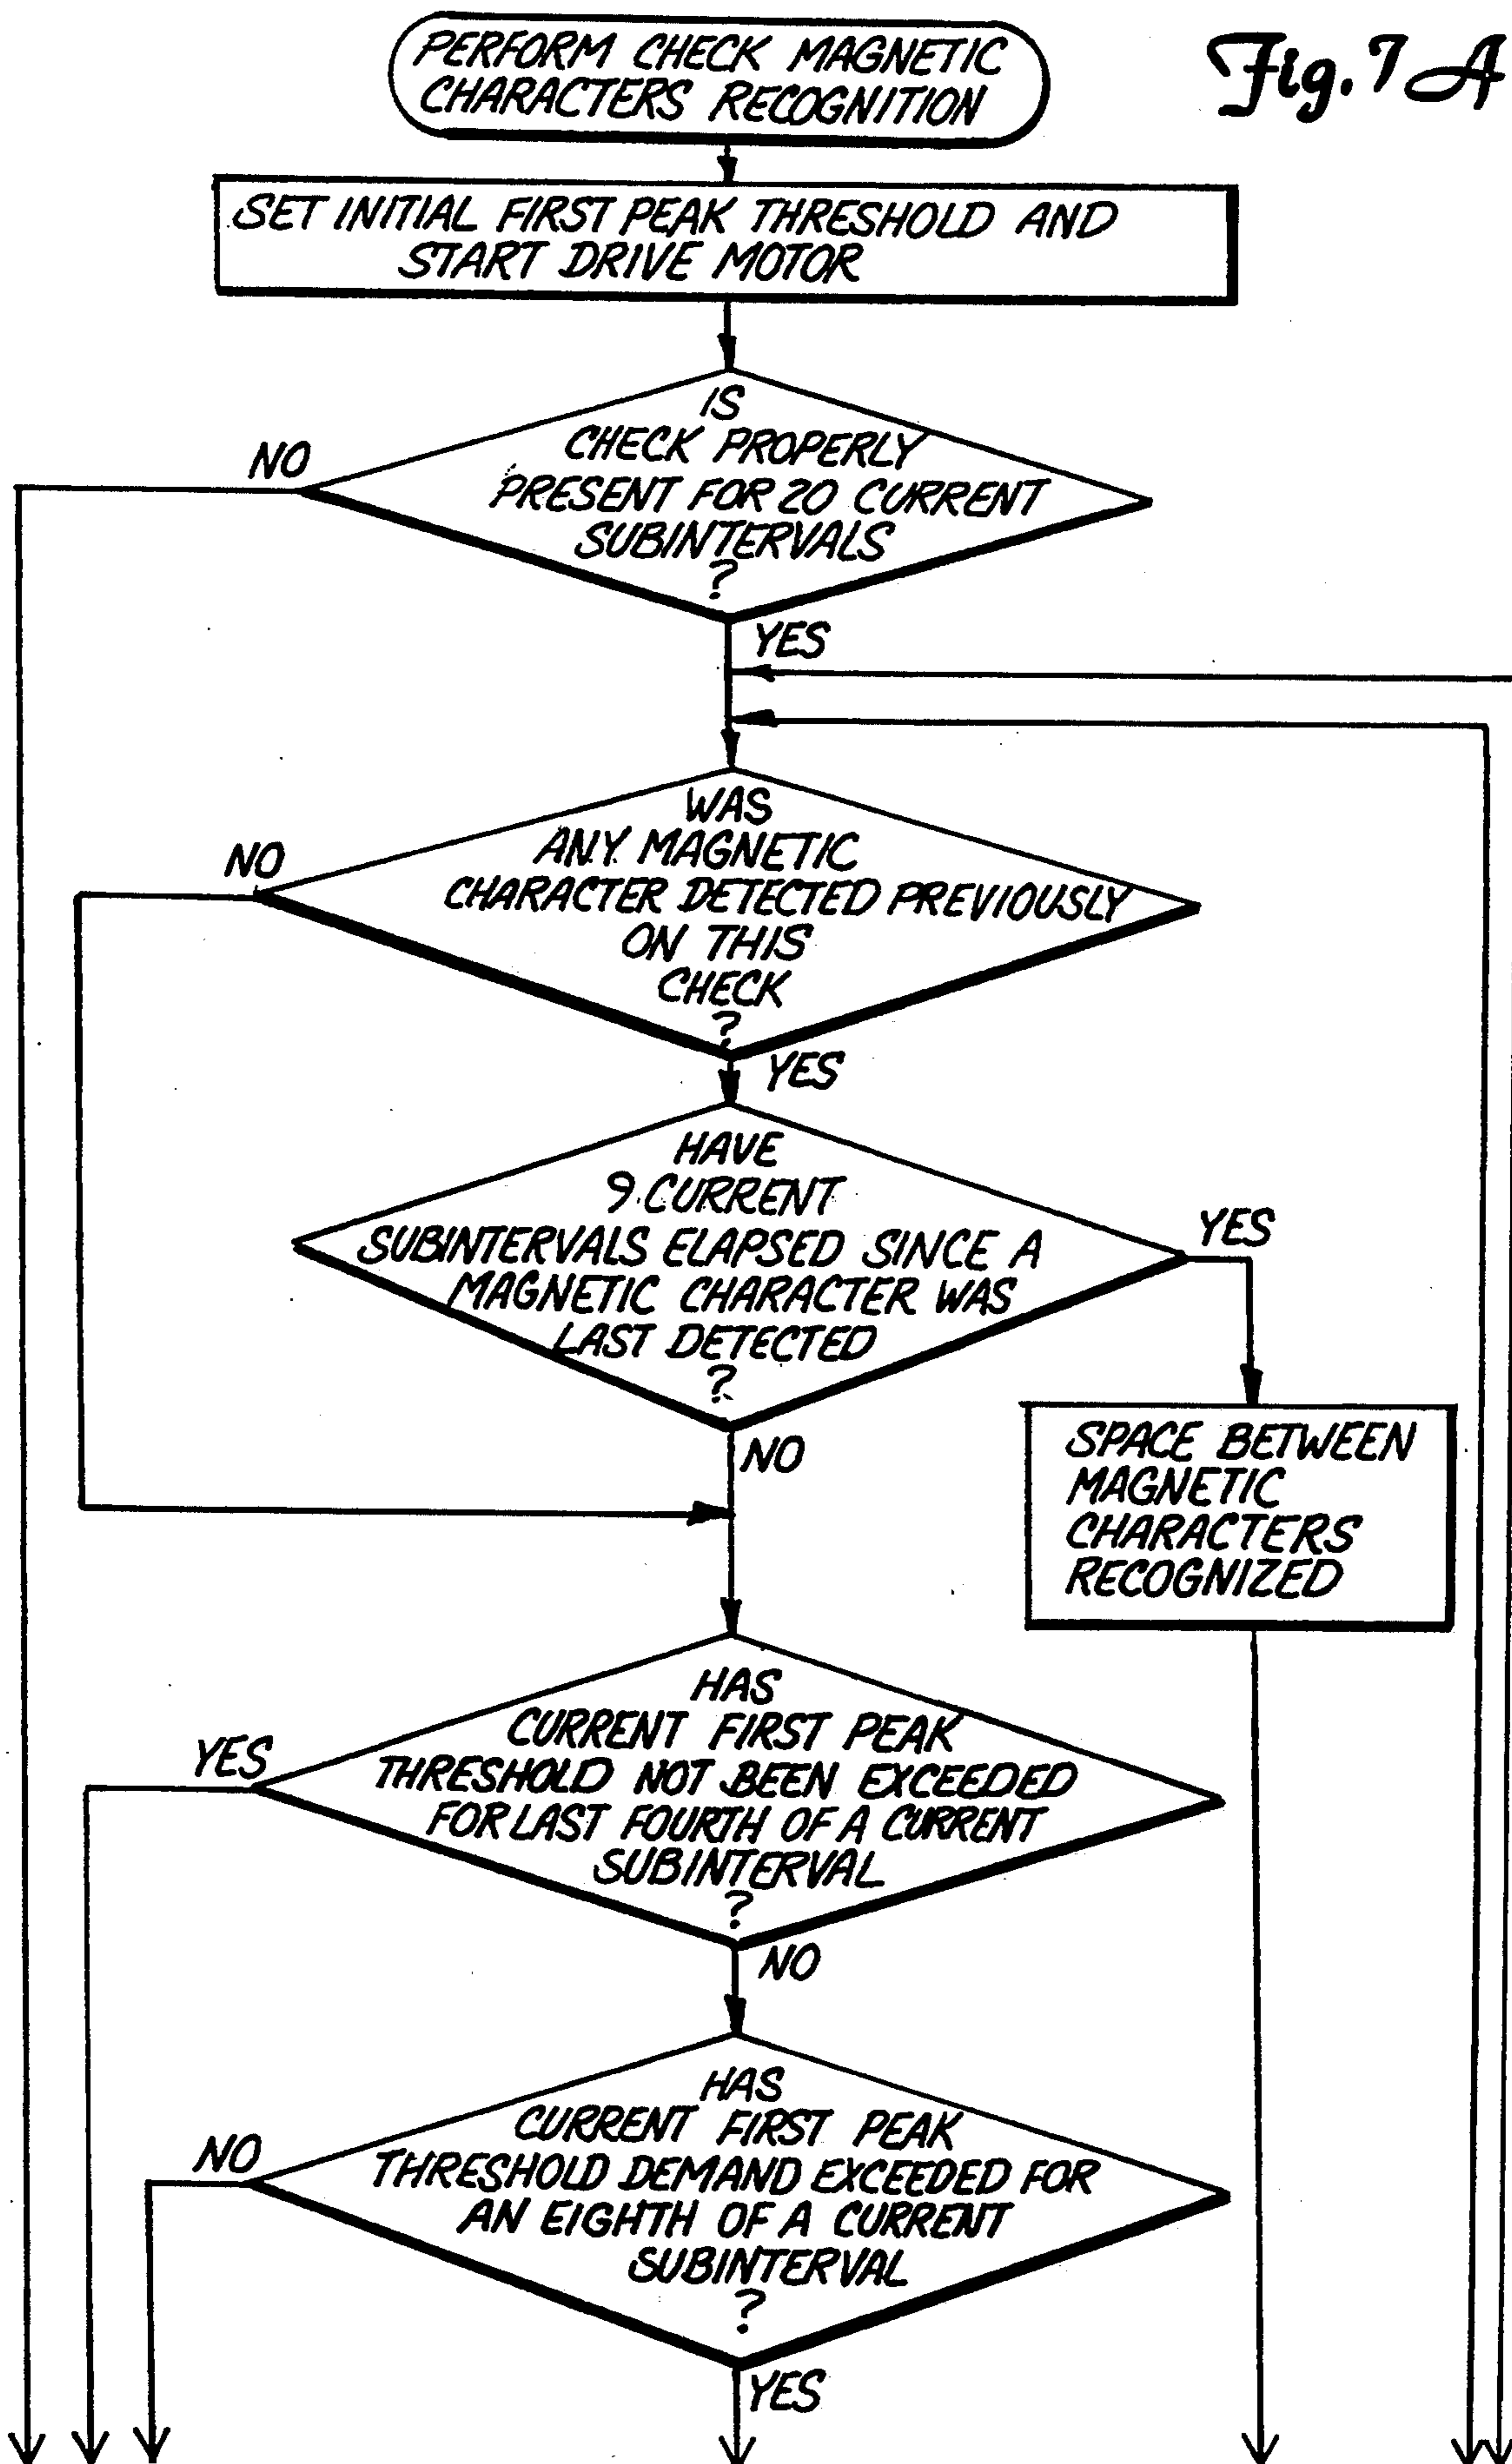 PERFORM CHECK MAGNETIC
CHARACTERS RECOGNITION
Fig. 7A
SET INITIAL FIRST PEAK THRESHOLD AND
START DRIVE MOTOR
IS
CHECK PROPERLY
PRESENT FOR 20 CURRENT
SUBINTERVALS
?
NO
YES
WAS
ANY MAGNETIC
CHARACTER DETECTED PREVIOUSLY
ON THIS
CHECK
?
NO
YES
HAVE
9 CURRENT
SUBINTERVALS ELAPSED SINCE A
MAGNETIC CHARACTER WAS
LAST DETECTED
?
YES
NO
SPACE BETWEEN
MAGNETIC
CHARACTERS
RECOGNIZED
HAS
CURRENT FIRST PEAK
THRESHOLD NOT BEEN EXCEEDED
FOR LAST FOURTH OF A CURRENT
SUBINTERVAL
?
YES
NO
HAS
CURRENT FIRST PEAK
THRESHOLD DEMAND EXCEEDED FOR
AN EIGHTH OF A CURRENT
SUBINTERVAL
?
NO
YES